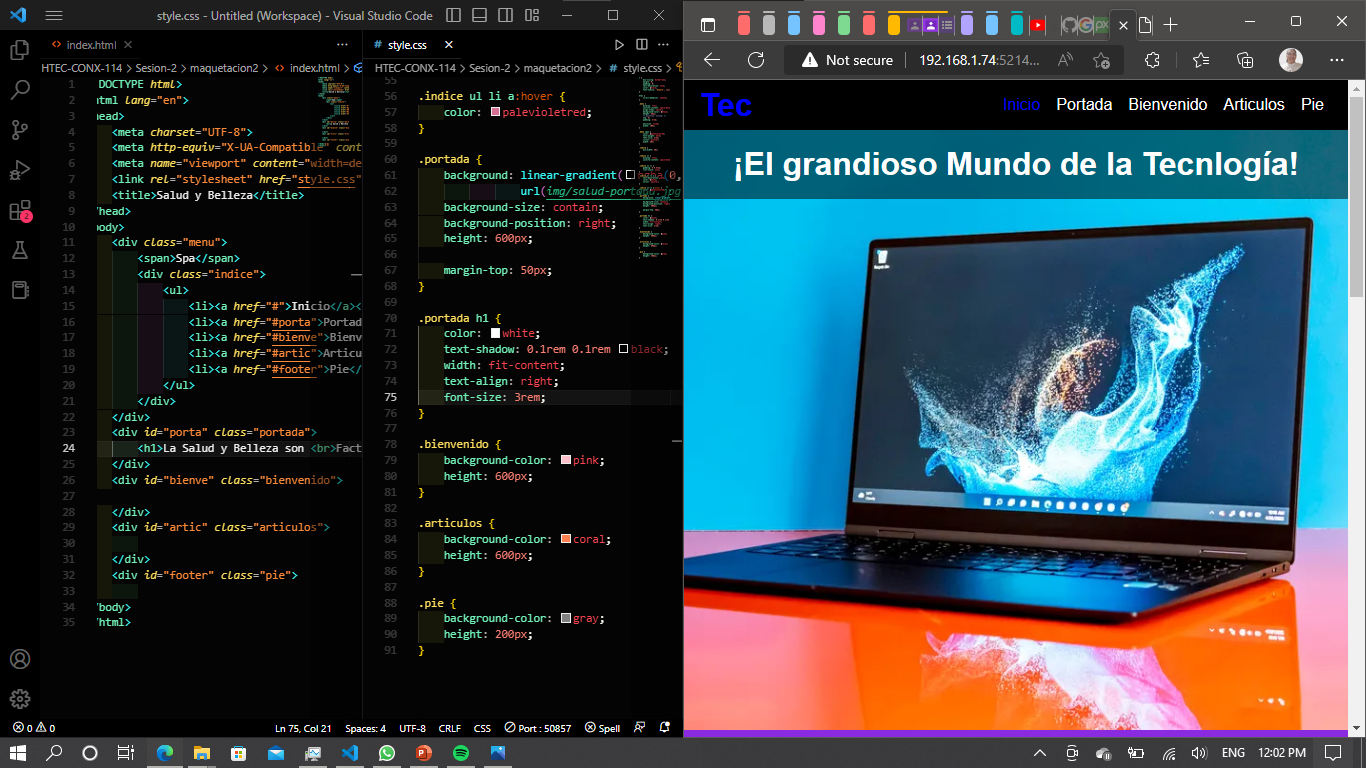 style.css - Untitled (Workspace) - Visual Studio Code
index.html
style.css
HTEC-CONX-114 > Sesion-2 > maquetacion2 > index.html
HTEC-CONX-114 > Sesion-2 > maquetacion2 > # style.css
1 DOCTYPE html>
2 html lang="en">
3 head>
4 <meta charset="UTF-8">
5 <meta http-equiv="X-UA-Compatible" cont
6 <meta name="viewport" content="width=de
7 <link rel="stylesheet" href="style.css"
8 <title>Salud y Belleza</title>
9 /head>
10 body>
11 <div class="menu">
12 <span>Spa</span>
13 <div class="indice">
14 <ul>
15 <li><a href="#">Inicio</a><
16 <li><a href="#porta">Portad
17 <li><a href="#bienve">Bienv
18 <li><a href="#artic">Articu
19 <li><a href="#footer">Pie</
20 </ul>
21 </div>
22 </div>
23 <div id="porta" class="portada">
24 <h1>La Salud y Belleza son <br>Fact
25 </div>
26 <div id="bienve" class="bienvenido">
27
28 </div>
29 <div id="artic" class="articulos">
30
31 </div>
32 <div id="footer" class="pie">
33
34 /body>
35 /html>
55
56 .indice ul li a:hover {
57 color: palevioletred;
58 }
59
60 .portada {
61 background: linear-gradient(
62 url(img/salud-portada.jpg
63 background-size: contain;
64 background-position: right;
65 height: 600px;
66
67 margin-top: 50px;
68 }
69
70 .portada h1 {
71 color: white;
72 text-shadow: 0.1rem 0.1rem black;
73 width: fit-content;
74 text-align: right;
75 font-size: 3rem;
76 }
77
78 .bienvenido {
79 background-color: pink;
80 height: 600px;
81 }
82
83 .articulos {
84 background-color: coral;
85 height: 600px;
86 }
87
88 .pie {
89 background-color: gray;
90 height: 200px;
91 }
2
0 0
Ln 75, Col 21 Spaces: 4 UTF-8 CRLF CSS Port : 50857 Spell
Not secure 192.168.1.74:5214...
Tec
Inicio Portada Bienvenido Articulos Pie
¡El grandioso Mundo de la Tecnlogía!
ENG 12:02 PM